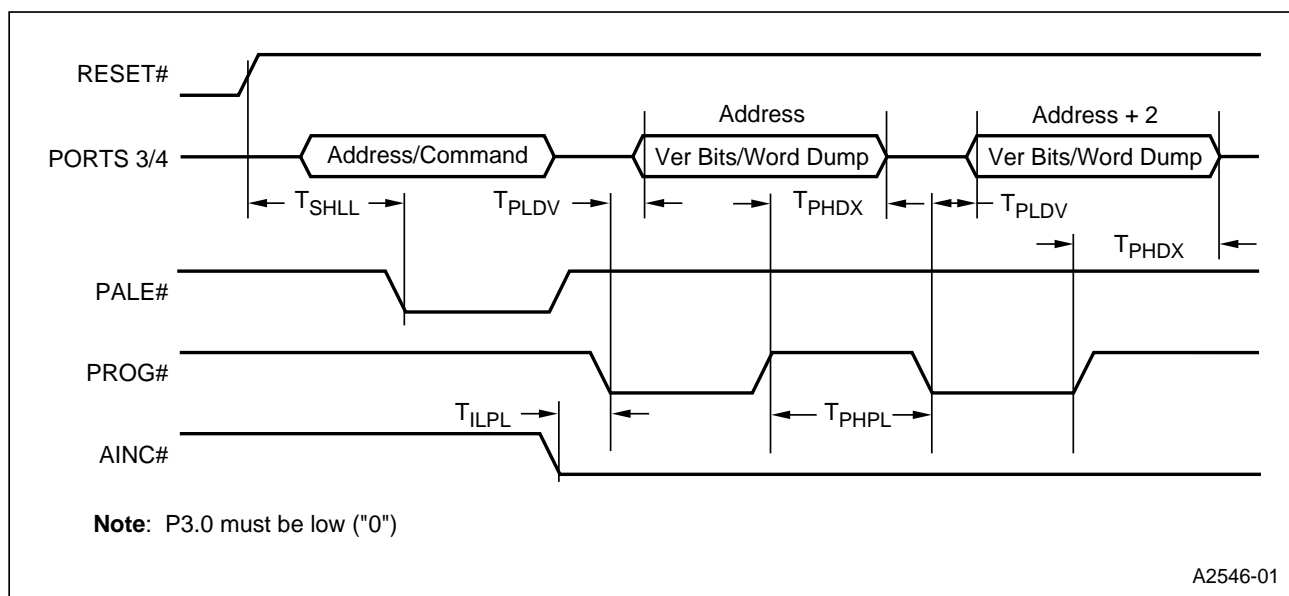 RESET#
Address
Address + 2
PORTS 3/4
Address/Command
Ver Bits/Word Dump
Ver Bits/Word Dump
TSHLL
TPLDV
TPHDX
TPLDV
TPHDX
PALE#
PROG#
TILPL
TPHPL
AINC#
Note: P3.0 must be low ("0")
A2546-01